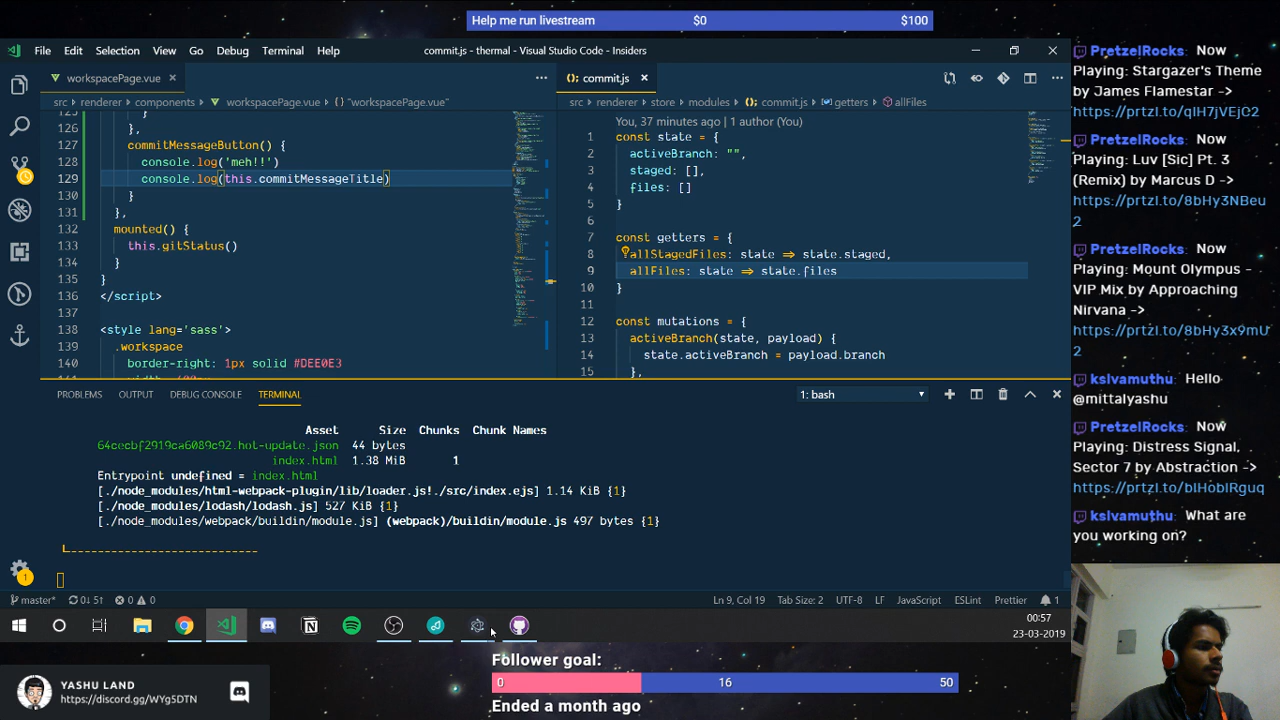 Help me run livestream $0 $100
File Edit Selection View Go Debug Terminal Help
commit.js - thermal - Visual Studio Code - Insiders
workspacePage.vue
src renderer components workspacePage.vue "workspacePage.vue"
125 }
126 },
127 commitMessageButton() {
128 console.log('meh!!')
129 console.log(this.commitMessageTitle)
130 }
131 },
132 mounted() {
133 this.gitStatus()
134 }
135 }
136 </script>
137
138 <style lang='sass'>
139 .workspace
140 border-right: 1px solid #DEE0E3
commit.js
src renderer store modules commit.js getters allFiles
You, 37 minutes ago | 1 author (You)
1 const state = {
2 activeBranch: "",
3 staged: [],
4 files: []
5 }
6
7 const getters = {
8 allStagedFiles: state => state.staged,
9 allFiles: state => state.files
10 }
11
12 const mutations = {
13 activeBranch(state, payload) {
14 state.activeBranch = payload.branch
15 },
PROBLEMS OUTPUT DEBUG CONSOLE TERMINAL 1: bash
Asset Size Chunks Chunk Names
64cecbf2919ca6089c92.hot-update.json 44 bytes
index.html 1.38 MiB 1
Entrypoint undefined = index.html
[./node_modules/html-webpack-plugin/lib/loader.js!./src/index.ejs] 1.14 KiB {1}
[./node_modules/lodash/lodash.js] 527 KiB {1}
[./node_modules/webpack/buildin/module.js] (webpack)/buildin/module.js 497 bytes {1}
1
master* 0↓ 5↑ 0 0 Ln 9, Col 19 Tab Size: 2 UTF-8 LF JavaScript ESLint Prettier 1
00:57
23-03-2019
PretzelRocks: Now
Playing: Stargazer's Theme
by James Flamestar ->
https://prtzl.to/qIH7jVEjC2
PretzelRocks: Now
Playing: Luv [Sic] Pt. 3
(Remix) by Marcus D ->
https://prtzl.to/8bHy3NBeu
2
PretzelRocks: Now
Playing: Mount Olympus -
VIP Mix by Approaching
Nirvana ->
https://prtzl.to/8bHy3x9mU
2
ksivamuthu: Hello
@mittalyashu
PretzelRocks: Now
Playing: Distress Signal,
Sector 7 by Abstraction ->
https://prtzl.to/bIHobIRguq
ksivamuthu: What are
you working on?
YASHU LAND
https://discord.gg/WYg5DTN
Follower goal:
0 16 50
Ended a month ago